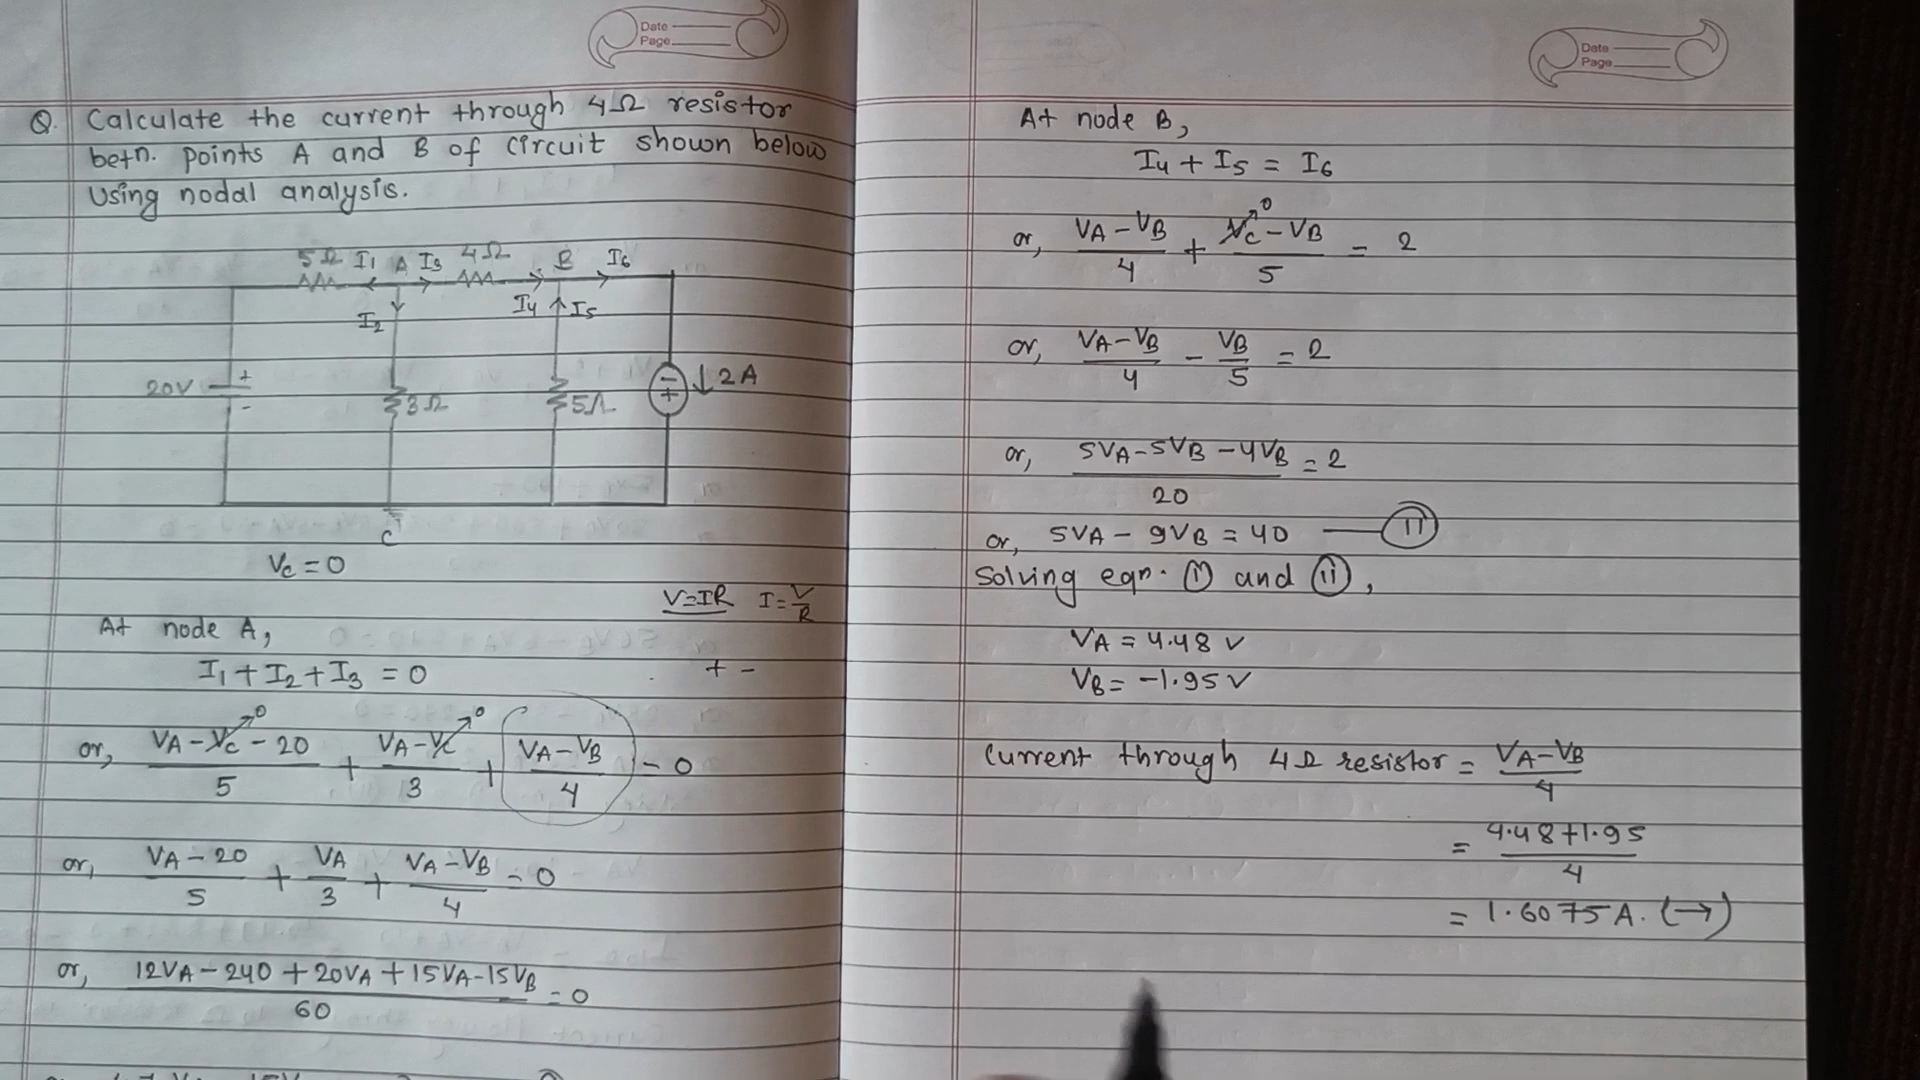 Date
Page
Q. Calculate the current through 4Ω resistor
betn. points A and B of circuit shown below
Using nodal analysis.
5Ω I₁ A I₃ 4Ω B I₆
I₂ I₄ I₅
20V + - 3Ω 5Ω - + ↓2A
C
Vc = 0
V=IR I=V/R
At node A,
I₁ + I₂ + I₃ = 0
+ -
or, (VA - Vc↗0 - 20)/5 + (VA - Vc↗0)/3 + (VA - VB)/4 = 0
or, (VA - 20)/5 + VA/3 + (VA - VB)/4 = 0
or, (12VA - 240 + 20VA + 15VA - 15VB)/60 = 0
Date
Page
At node B,
I₄ + I₅ = I₆
or, (VA - VB)/4 + (Vc↗0 - VB)/5 = 2
or, (VA - VB)/4 - VB/5 = 2
or, (5VA - 5VB - 4VB)/20 = 2
or, 5VA - 9VB = 40 — (II)
Solving eqn. (I) and (II),
VA = 4.48 V
VB = -1.95 V
Current through 4Ω resistor = (VA - VB)/4
= (4.48 + 1.95)/4
= 1.6075 A. (→)